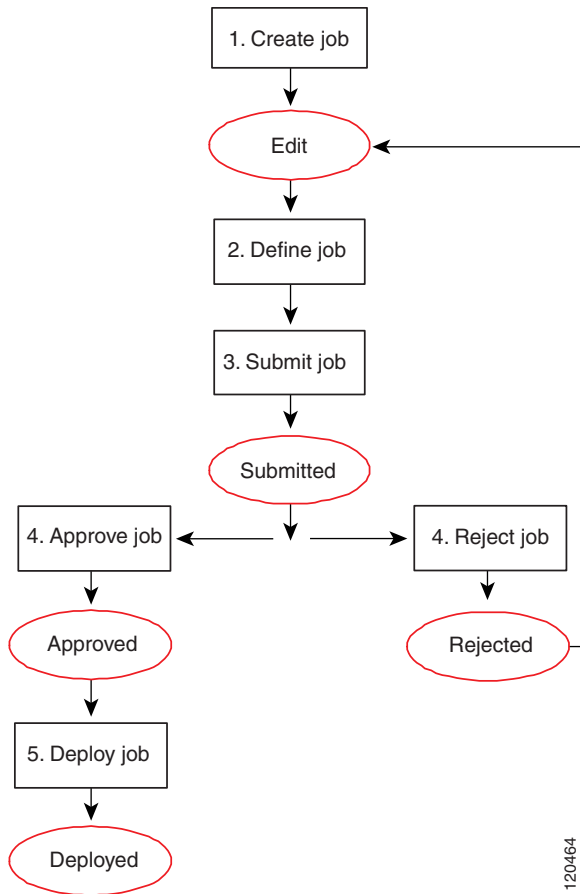 1. Create job
Edit
2. Define job
3. Submit job
Submitted
4. Approve job
4. Reject job
Approved
Rejected
5. Deploy job
Deployed
120464